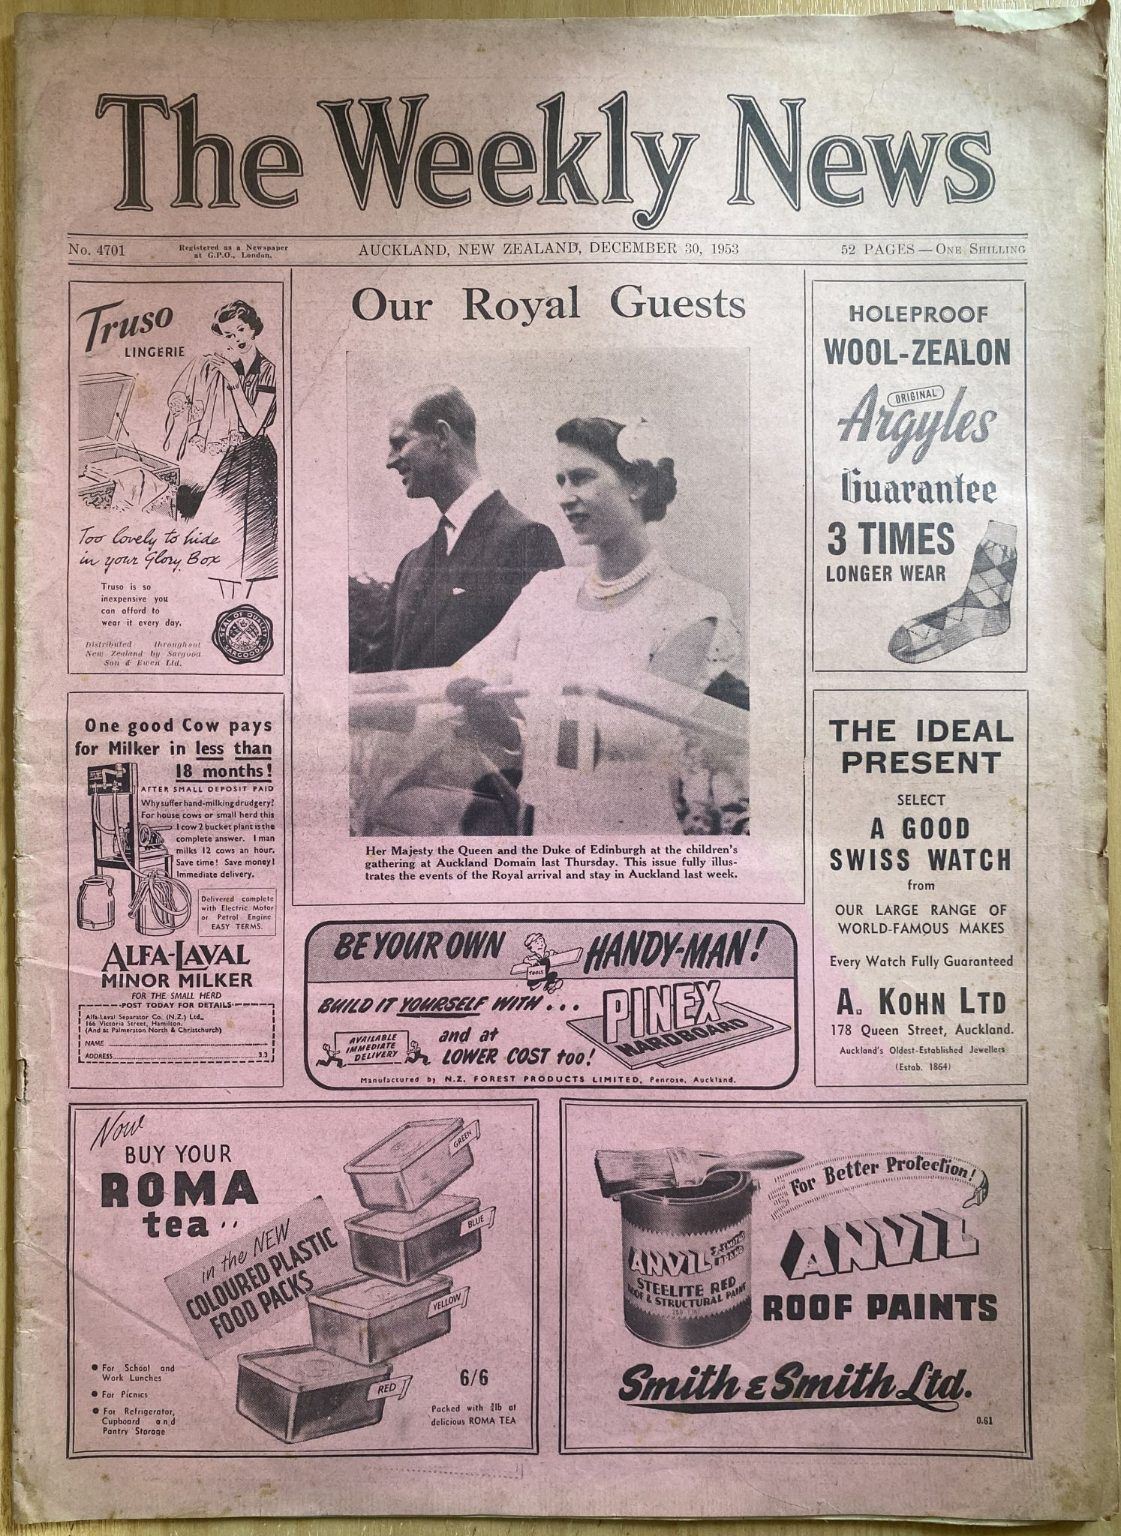 The Weekly News
No. 4701
Registered as a Newspaper
at G.P.O., London.
AUCKLAND, NEW ZEALAND, DECEMBER 30, 1953
52 PAGES — ONE SHILLING
Truso
LINGERIE
Too lovely to hide
in your Glory Box
Truso is so
inexpensive you
can afford to
wear it every day.
SEAL OF QUALITY
SARGOODS
Distributed throughout
New Zealand by Sargood
Son & Ewen Ltd.
One good Cow pays
for Milker in less than
18 months!
AFTER SMALL DEPOSIT PAID
Why suffer hand-milking drudgery?
For house cows or small herd this
1 cow 2 bucket plant is the
complete answer. 1 man
milks 12 cows an hour.
Save time! Save money!
Immediate delivery.
Delivered complete
with Electric Motor
or Petrol Engine
EASY TERMS.
ALFA-LAVAL
MINOR MILKER
FOR THE SMALL HERD
POST TODAY FOR DETAILS
Alfa-Laval Separator Co. (N.Z.) Ltd.,
166 Victoria Street, Hamilton.
(And at Palmerston North & Christchurch)
NAME
ADDRESS
3.3
Our Royal Guests
Her Majesty the Queen and the Duke of Edinburgh at the children's
gathering at Auckland Domain last Thursday. This issue fully illus-
trates the events of the Royal arrival and stay in Auckland last week.
BE YOUR OWN HANDY-MAN!
TOOLS
BUILD IT YOURSELF WITH ...
PINEX
HARDBOARD
AVAILABLE
IMMEDIATE
DELIVERY
and at
LOWER COST too!
Manufactured by N.Z. FOREST PRODUCTS LIMITED, Penrose, Auckland.
HOLEPROOF
WOOL-ZEALON
ORIGINAL
Argyles
Guarantee
3 TIMES
LONGER WEAR
THE IDEAL
PRESENT
SELECT
A GOOD
SWISS WATCH
from
OUR LARGE RANGE OF
WORLD-FAMOUS MAKES
Every Watch Fully Guaranteed
A. KOHN LTD
178 Queen Street, Auckland.
Auckland's Oldest-Established Jewellers
(Estab. 1864)
Now
BUY YOUR
ROMA
tea..
in the NEW
COLOURED PLASTIC
FOOD PACKS
GREEN
BLUE
YELLOW
RED
For School and
Work Lunches
For Picnics
For Refrigerator,
Cupboard and
Pantry Storage
6/6
Packed with ½lb of
delicious ROMA TEA
For Better Protection!
ANVIL
ROOF PAINTS
ANVIL
BRAND
STEELITE RED
ROOF & STRUCTURAL PAINT
Smith & Smith Ltd.
0.61